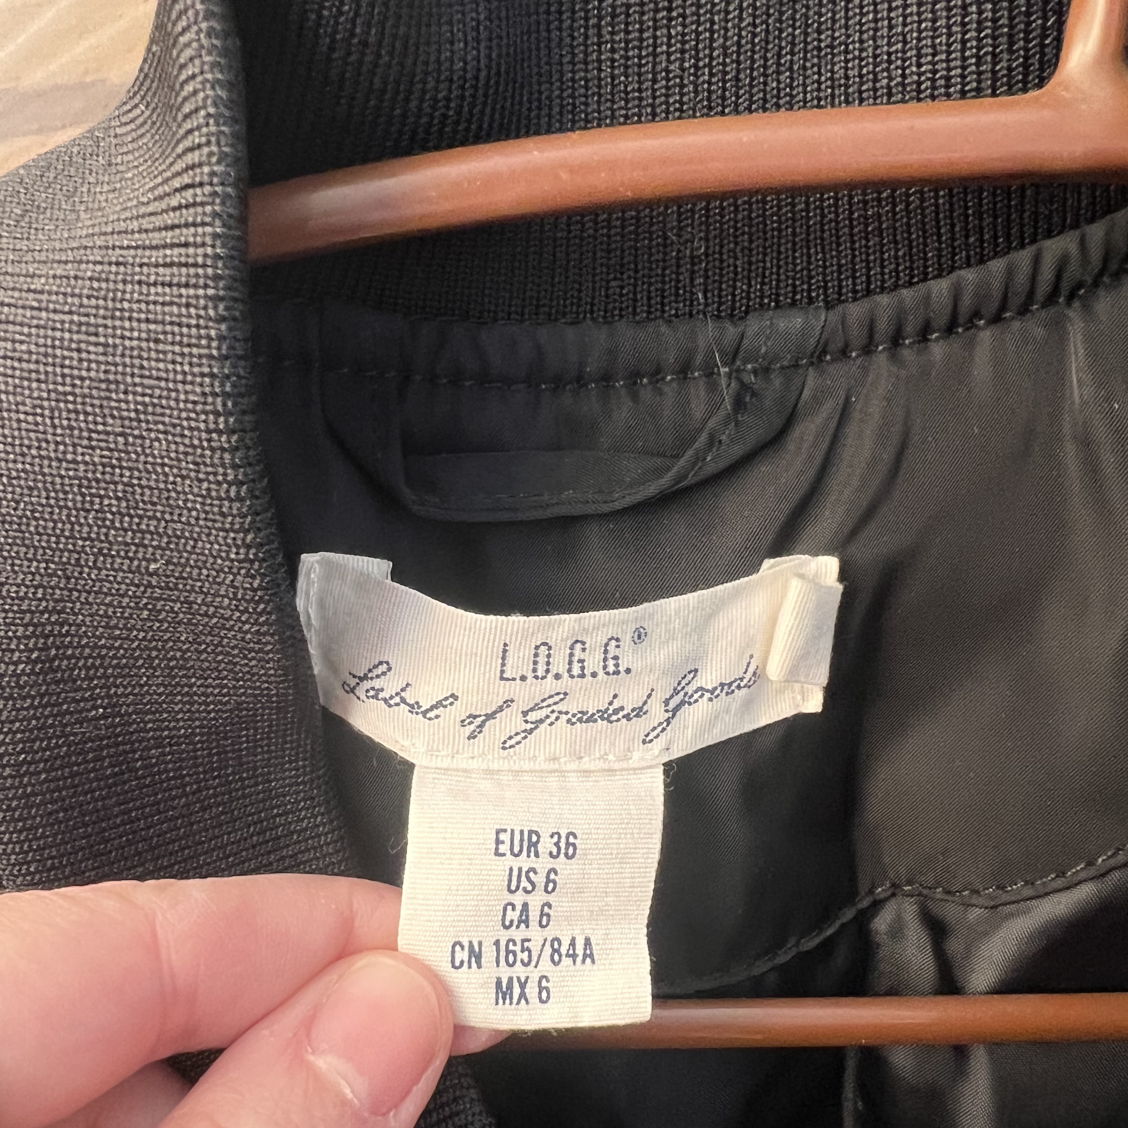 L.O.G.G.®
Label of Graded Goods
EUR 36
US 6
CA 6
CN 165/84A
MX 6